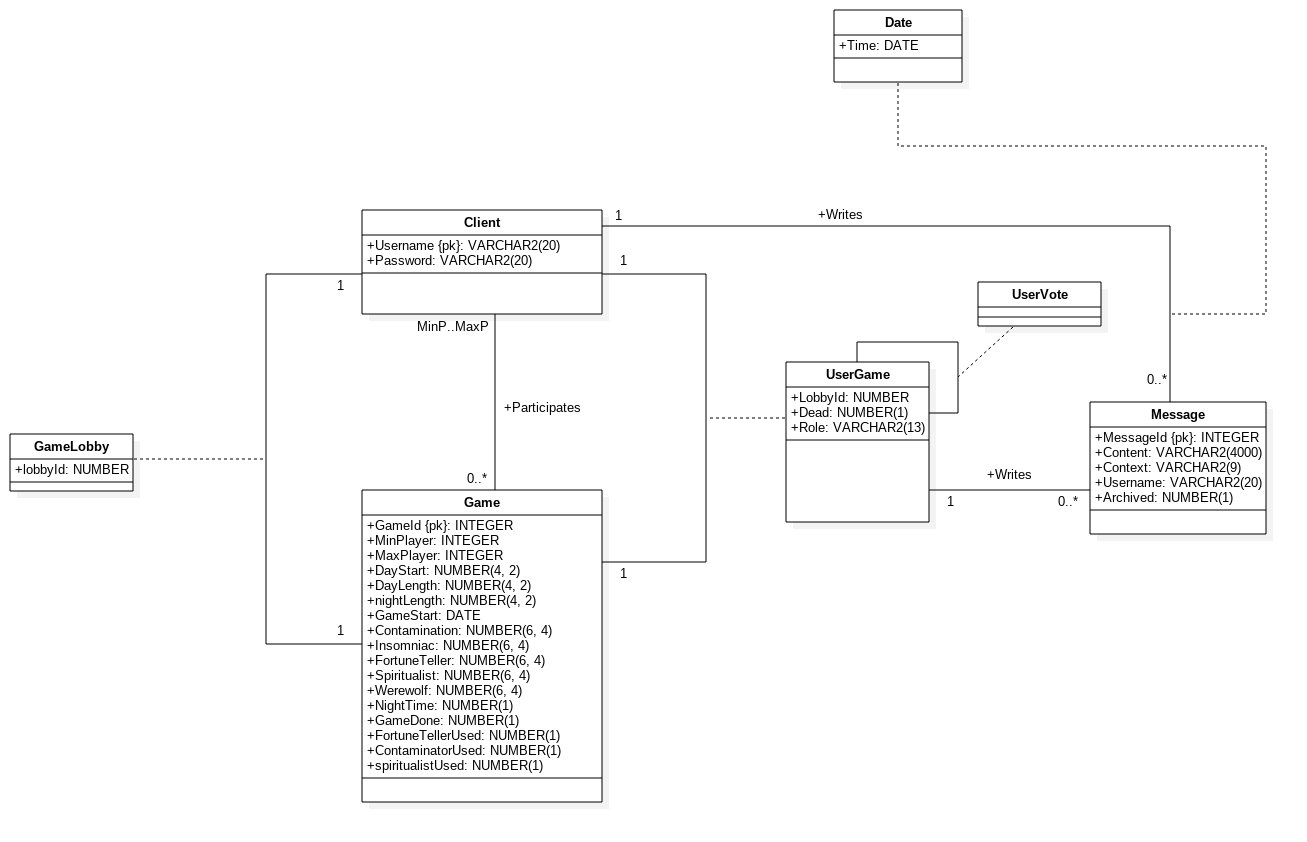 Date
+Time: DATE
Client
+Username {pk}: VARCHAR2(20)
+Password: VARCHAR2(20)
1
+Writes
1
1
MinP..MaxP
UserVote
UserGame
+LobbyId: NUMBER
+Dead: NUMBER(1)
+Role: VARCHAR2(13)
0..*
+Participates
Message
+MessageId {pk}: INTEGER
+Content: VARCHAR2(4000)
+Context: VARCHAR2(9)
+Username: VARCHAR2(20)
+Archived: NUMBER(1)
GameLobby
+lobbyId: NUMBER
+Writes
1
0..*
0..*
Game
+GameId {pk}: INTEGER
+MinPlayer: INTEGER
+MaxPlayer: INTEGER
+DayStart: NUMBER(4, 2)
+DayLength: NUMBER(4, 2)
+nightLength: NUMBER(4, 2)
+GameStart: DATE
+Contamination: NUMBER(6, 4)
+Insomniac: NUMBER(6, 4)
+FortuneTeller: NUMBER(6, 4)
+Spiritualist: NUMBER(6, 4)
+Werewolf: NUMBER(6, 4)
+NightTime: NUMBER(1)
+GameDone: NUMBER(1)
+FortuneTellerUsed: NUMBER(1)
+ContaminatorUsed: NUMBER(1)
+spiritualistUsed: NUMBER(1)
1
1